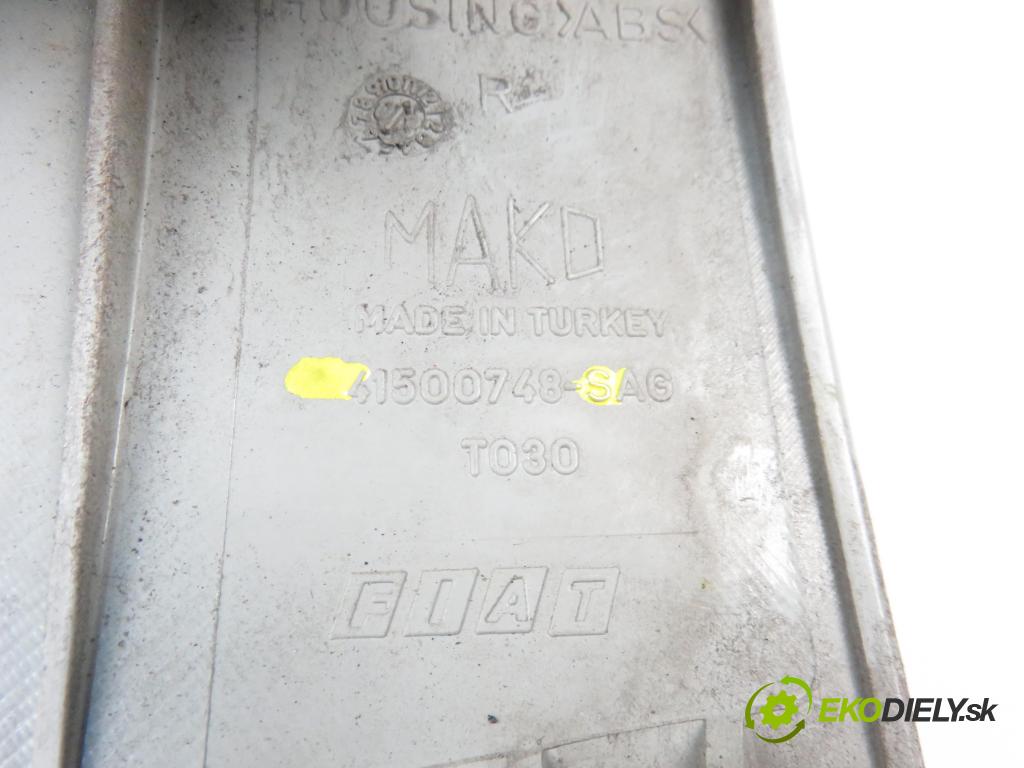 HOUSING>ABS<
R
MAKO
MADE IN TURKEY
41500748-SAG
T030
FIAT
EKODIELY.sk